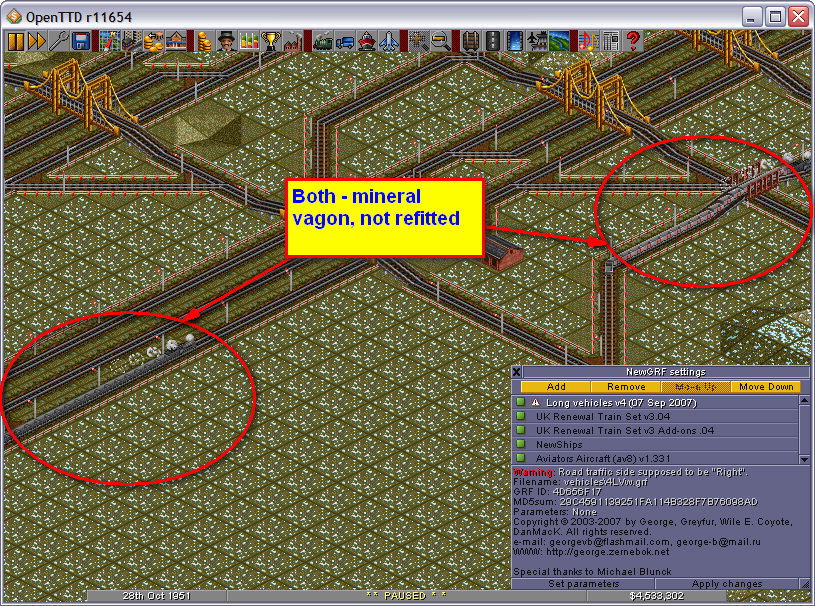 OpenTTD r11654
Both - mineral
vagon, not refitted
NewGRF settings
Add Remove Move Up Move Down
Long vehicles v4 (07 Sep 2007)
UK Renewal Train Set v3.04
UK Renewal Train Set v3 Add-ons .04
NewShips
Aviators Aircraft (av8) v1.331
Warning: Road traffic side supposed to be "Right".
Filename: vehiclesV4LVw.grf
GRF ID: 4D656F17
MD5sum: 29C4591139251FA114B328F7B76098AD
Parameters: None
Copyright © 2003-2007 by George, Greyfur, Wile E. Coyote,
DanMacK. All rights reserved.
e-mail: georgevb@flashmail.com, george-b@mail.ru
WWW: http://george.zernebok.net
Special thanks to Michael Blunck
Set parameters Apply changes
28th Oct 1951 * * PAUSED * * $4,533,302